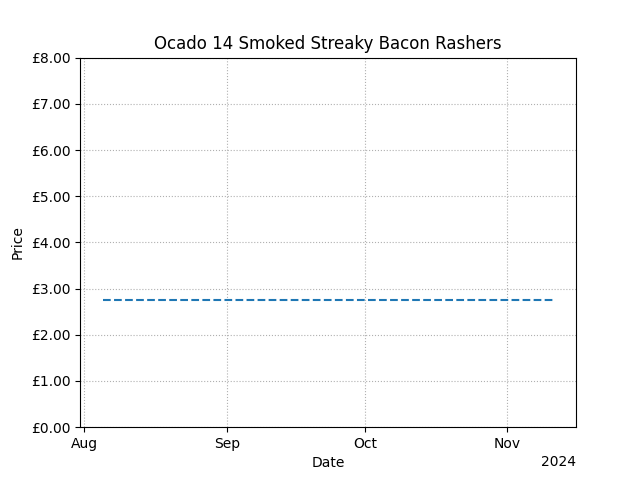 Ocado 14 Smoked Streaky Bacon Rashers
£8.00
£7.00
£6.00
£5.00
£4.00
£3.00
£2.00
£1.00
£0.00
Price
Aug Sep Oct Nov
Date
2024